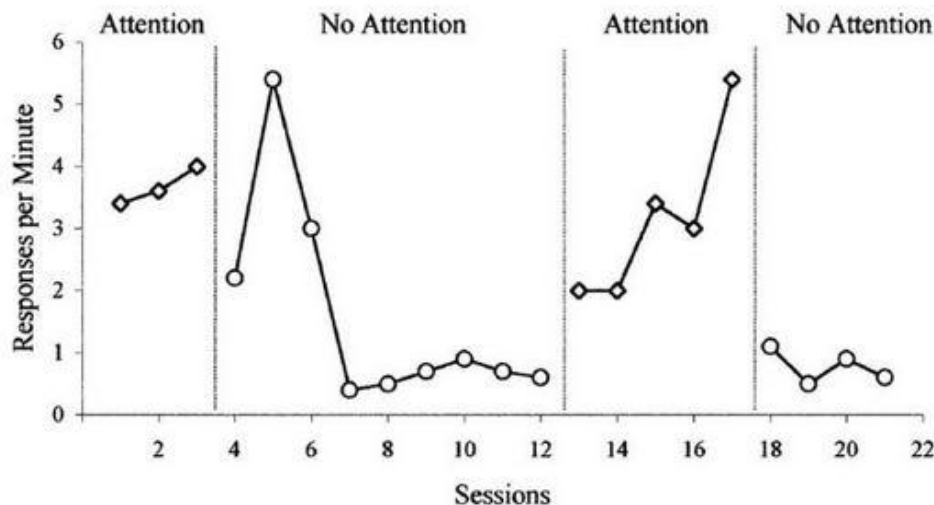 Attention No Attention Attention No Attention
6
5
4
3
2
1
0
Responses per Minute
2 4 6 8 10 12 14 16 18 20 22
Sessions